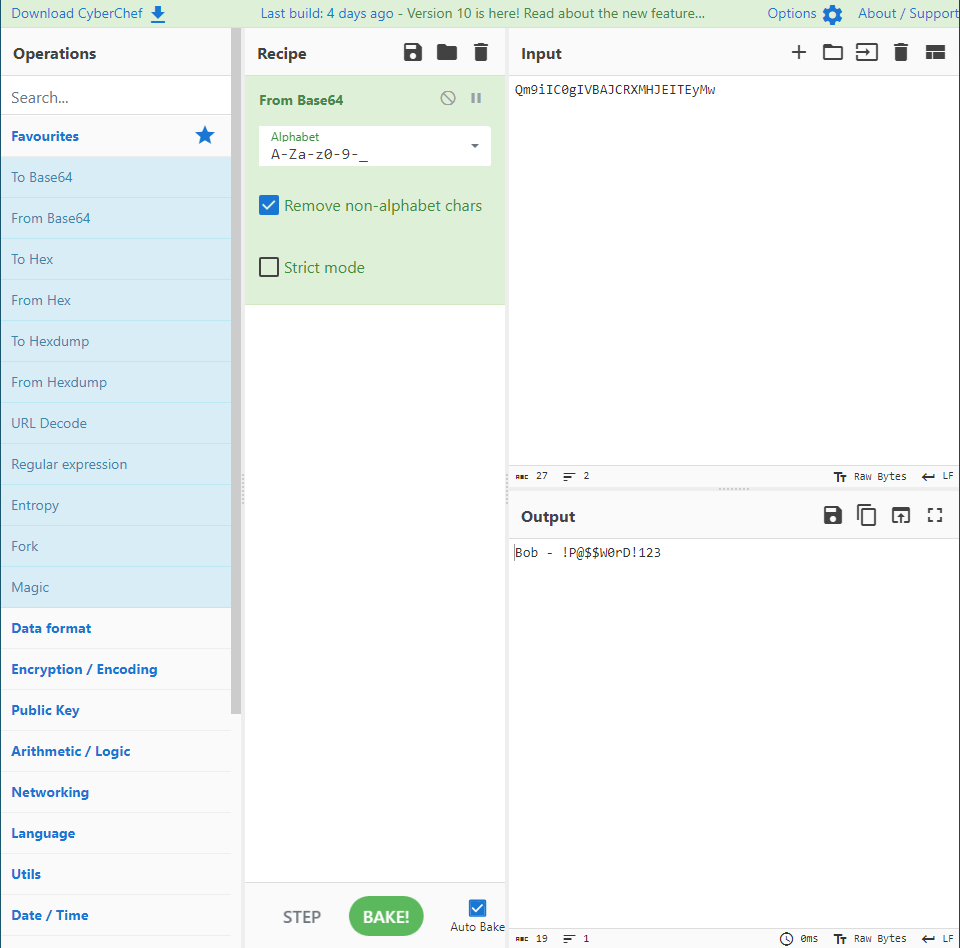 Download CyberChef
Last build: 4 days ago - Version 10 is here! Read about the new feature...
Options
About / Support
Operations
Search...
Favourites
To Base64
From Base64
To Hex
From Hex
To Hexdump
From Hexdump
URL Decode
Regular expression
Entropy
Fork
Magic
Data format
Encryption / Encoding
Public Key
Arithmetic / Logic
Networking
Language
Utils
Date / Time
Recipe
From Base64
Alphabet
A-Za-z0-9-_
Remove non-alphabet chars
Strict mode
STEP
BAKE!
Auto Bake
Input
Qm9iIC0gIVBAJCRXMHJEITEyMw
ABC 27 2
Tт Raw Bytes LF
Output
Bob - !P@$$W0rD!123
ABC 19 1
0ms Tт Raw Bytes LF